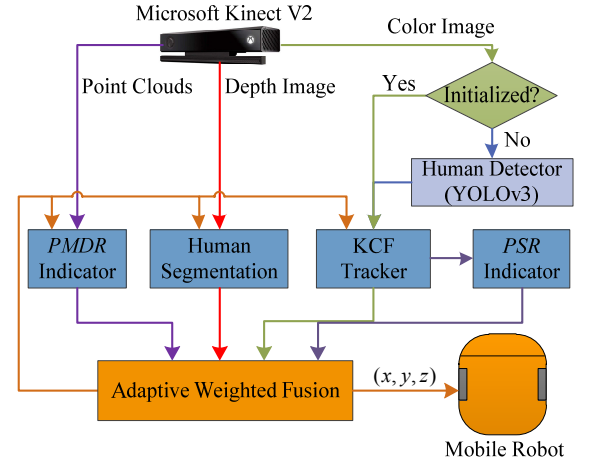 Microsoft Kinect V2
Color Image
Point Clouds
Depth Image
Yes
Initialized?
No
Human Detector
(YOLOv3)
PMDR
Indicator
Human
Segmentation
KCF
Tracker
PSR
Indicator
Adaptive Weighted Fusion
(x, y, z)
Mobile Robot